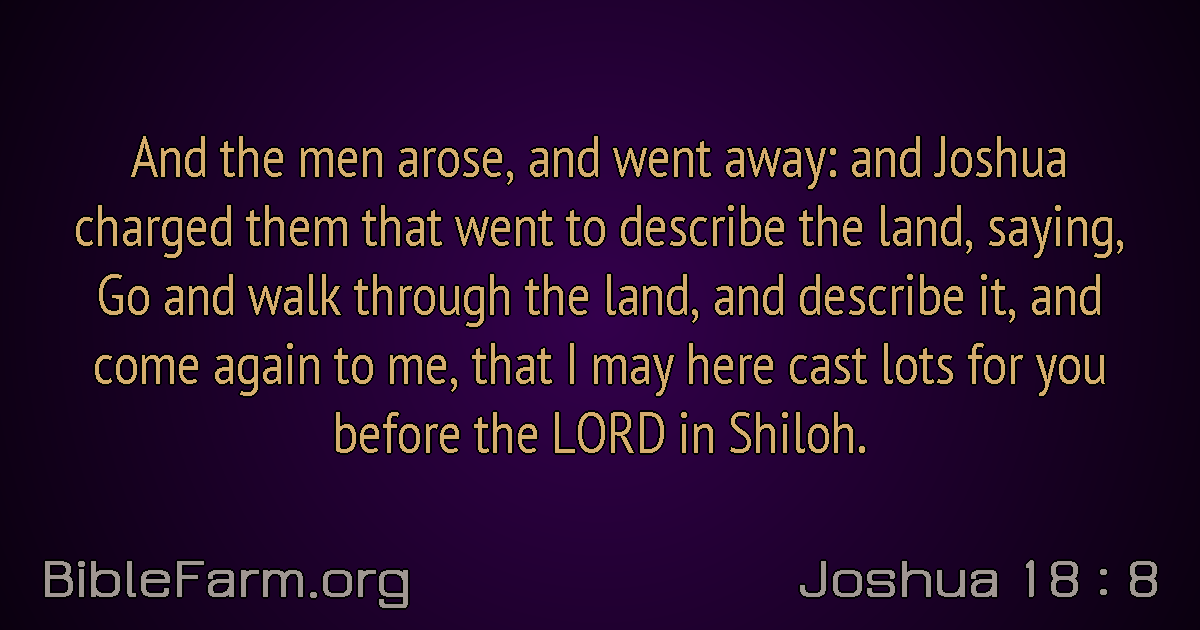 And the men arose, and went away: and Joshua
charged them that went to describe the land, saying,
Go and walk through the land, and describe it, and
come again to me, that I may here cast lots for you
before the LORD in Shiloh.
BibleFarm.org
Joshua 18 : 8